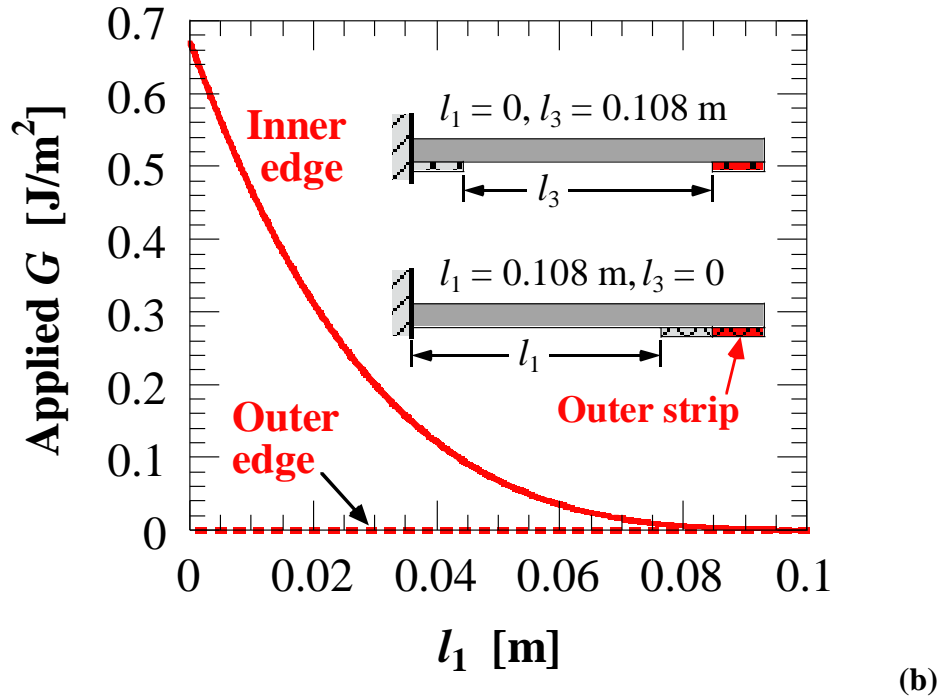 0.7
0.6
0.5
0.4
0.3
0.2
0.1
0
Applied G [J/m²]
Inner
edge
l₁ = 0, l₃ = 0.108 m
l₃
l₁ = 0.108 m, l₃ = 0
l₁
Outer strip
Outer
edge
0 0.02 0.04 0.06 0.08 0.1
l₁ [m]
(b)